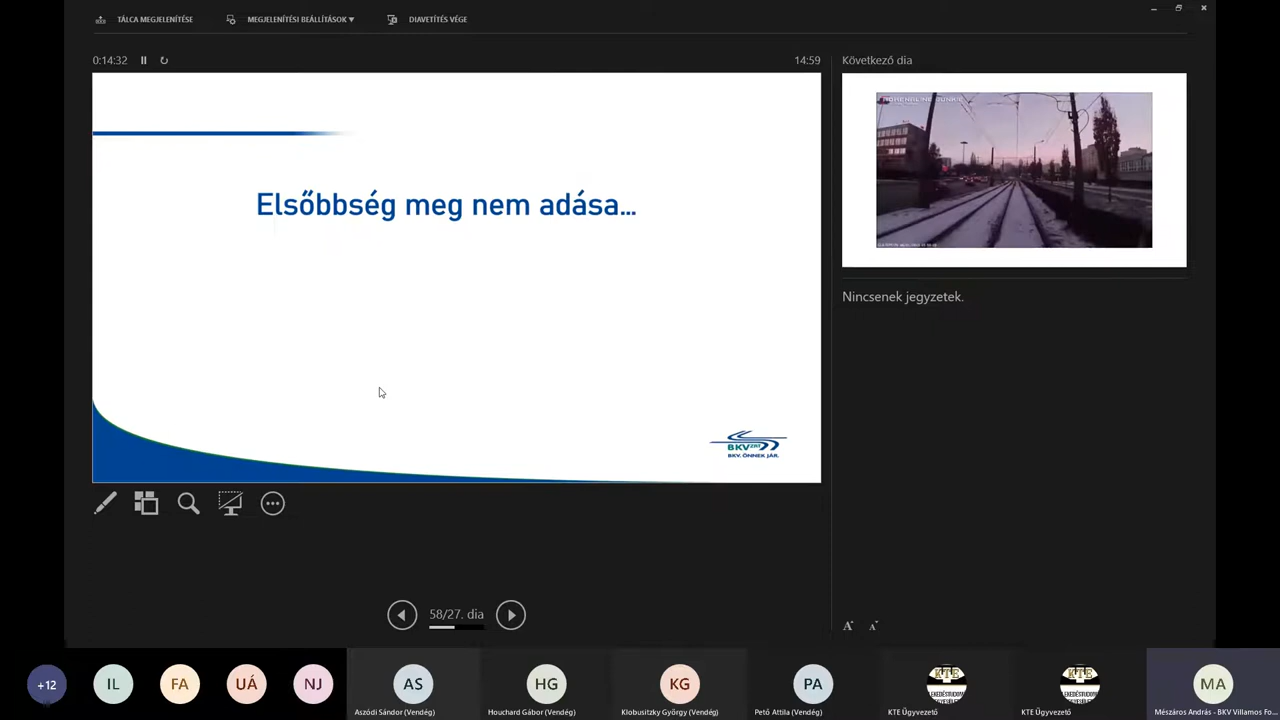 TÁLCA MEGJELENÍTÉSE
MEGJELENÍTÉSI BEÁLLÍTÁSOK ▾
DIAVETÍTÉS VÉGE
0:14:32
14:59
Következő dia
Elsőbbség meg nem adása...
BKV ZRT
BKV. ÖNNEK JÁR.
Nincsenek jegyzetek.
58/27. dia
A A
+12
IL
FA
UÁ
NJ
AS
HG
KG
PA
KTE
KTE
MA
Aszódi Sándor (Vendég)
Houchard Gábor (Vendég)
Klobusitzky György (Vendég)
Pető Attila (Vendég)
KTE Ügyvezető
KTE Ügyvezető
Mészáros András - BKV Villamos Fo...